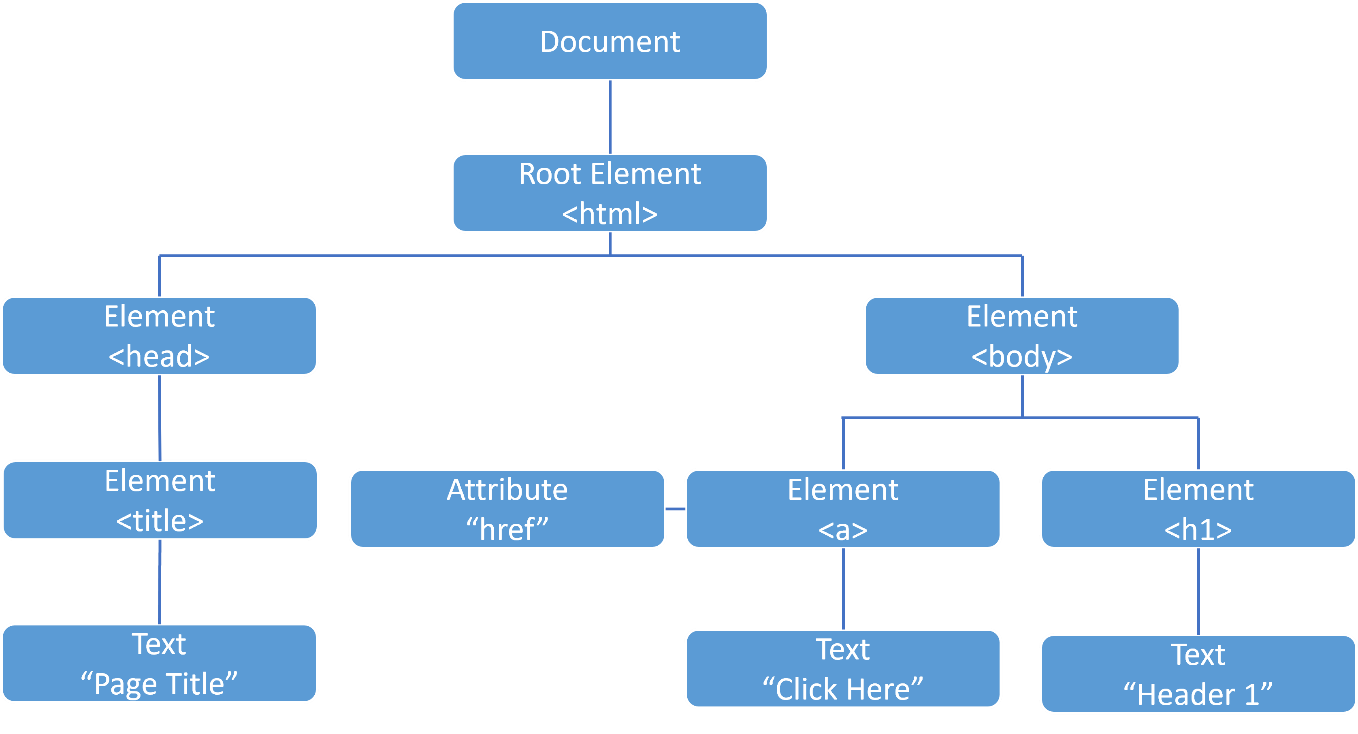 Document
Root Element
<html>
Element
<head>
Element
<body>
Element
<title>
Attribute
“href”
Element
<a>
Element
<h1>
Text
“Page Title”
Text
“Click Here”
Text
“Header 1”